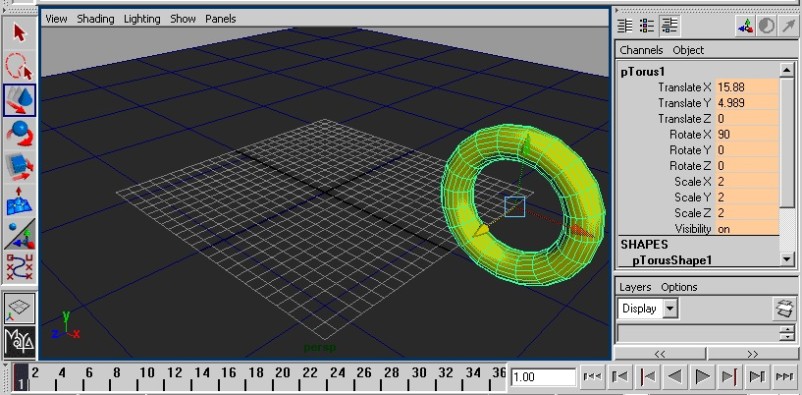 View Shading Lighting Show Panels
y
z x
persp
Channels Object
pTorus1
Translate X 15.88
Translate Y 4.989
Translate Z 0
Rotate X 90
Rotate Y 0
Rotate Z 0
Scale X 2
Scale Y 2
Scale Z 2
Visibility on
SHAPES
pTorusShape1
Layers Options
Display
<< >>
MAYA
1 2 4 6 8 10 12 14 16 18 20 22 24 26 28 30 32 34 36 1.00